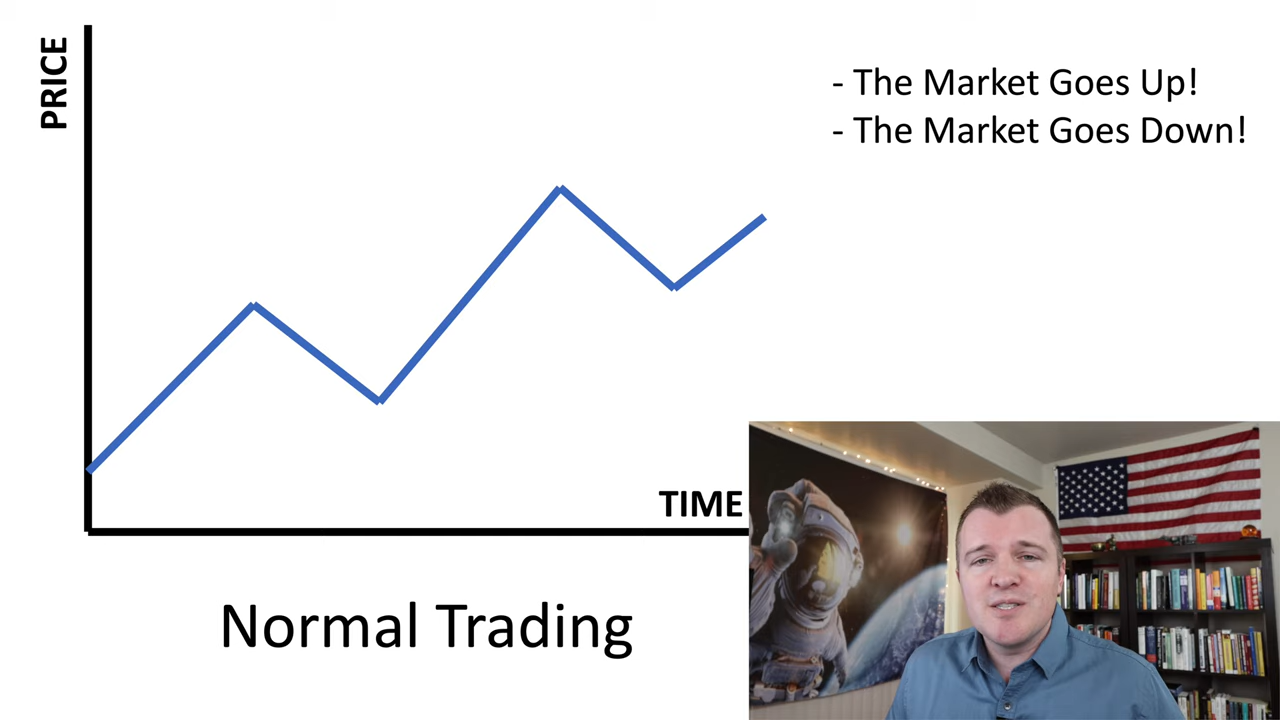 PRICE
- The Market Goes Up!
- The Market Goes Down!
TIME
Normal Trading